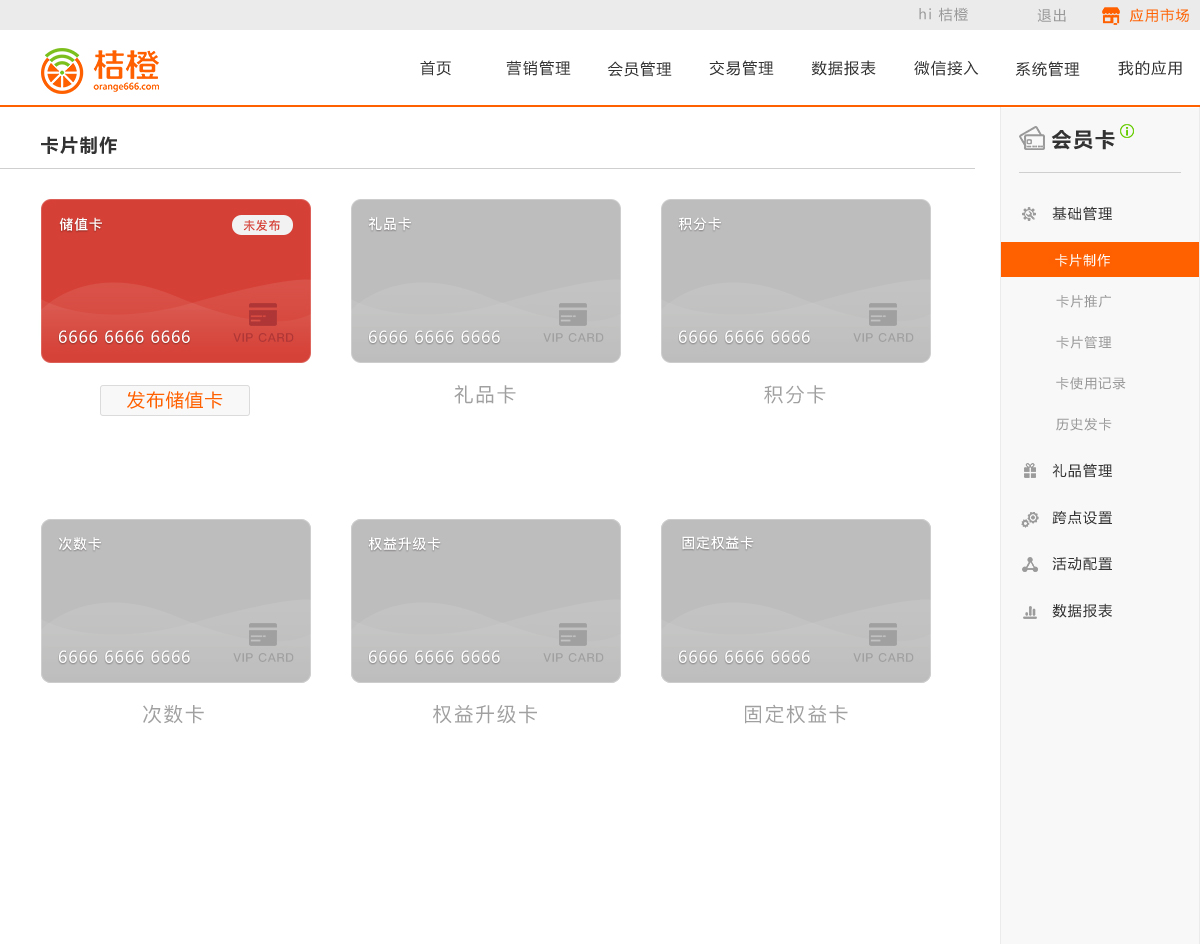 hi 桔橙 退出 应用市场
桔橙
orange666.com
首页 营销管理 会员管理 交易管理 数据报表 微信接入 系统管理 我的应用
卡片制作
储值卡 未发布
6666 6666 6666 VIP CARD
发布储值卡
礼品卡
6666 6666 6666 VIP CARD
礼品卡
积分卡
6666 6666 6666 VIP CARD
积分卡
次数卡
6666 6666 6666 VIP CARD
次数卡
权益升级卡
6666 6666 6666 VIP CARD
权益升级卡
固定权益卡
6666 6666 6666 VIP CARD
固定权益卡
会员卡
基础管理
卡片制作
卡片推广
卡片管理
卡使用记录
历史发卡
礼品管理
跨点设置
活动配置
数据报表